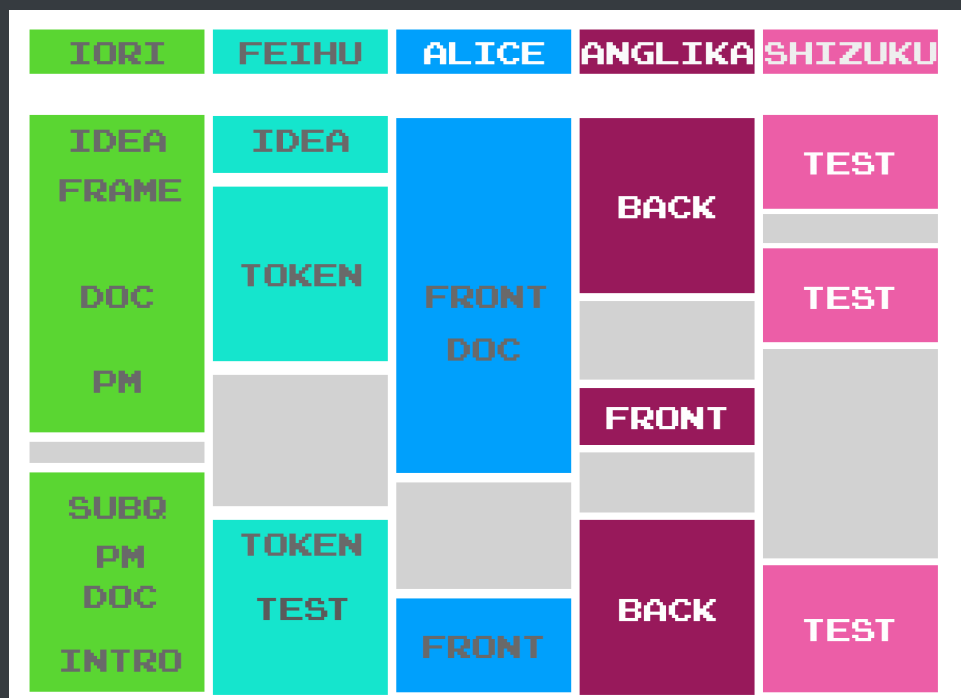 IORI
FEIHU
ALICE
ANGLIKA
SHIZUKU
IDEA
FRAME
DOC
PM
SUBQ
PM
DOC
INTRO
IDEA
TOKEN
TOKEN
TEST
FRONT
DOC
FRONT
BACK
FRONT
BACK
TEST
TEST
TEST